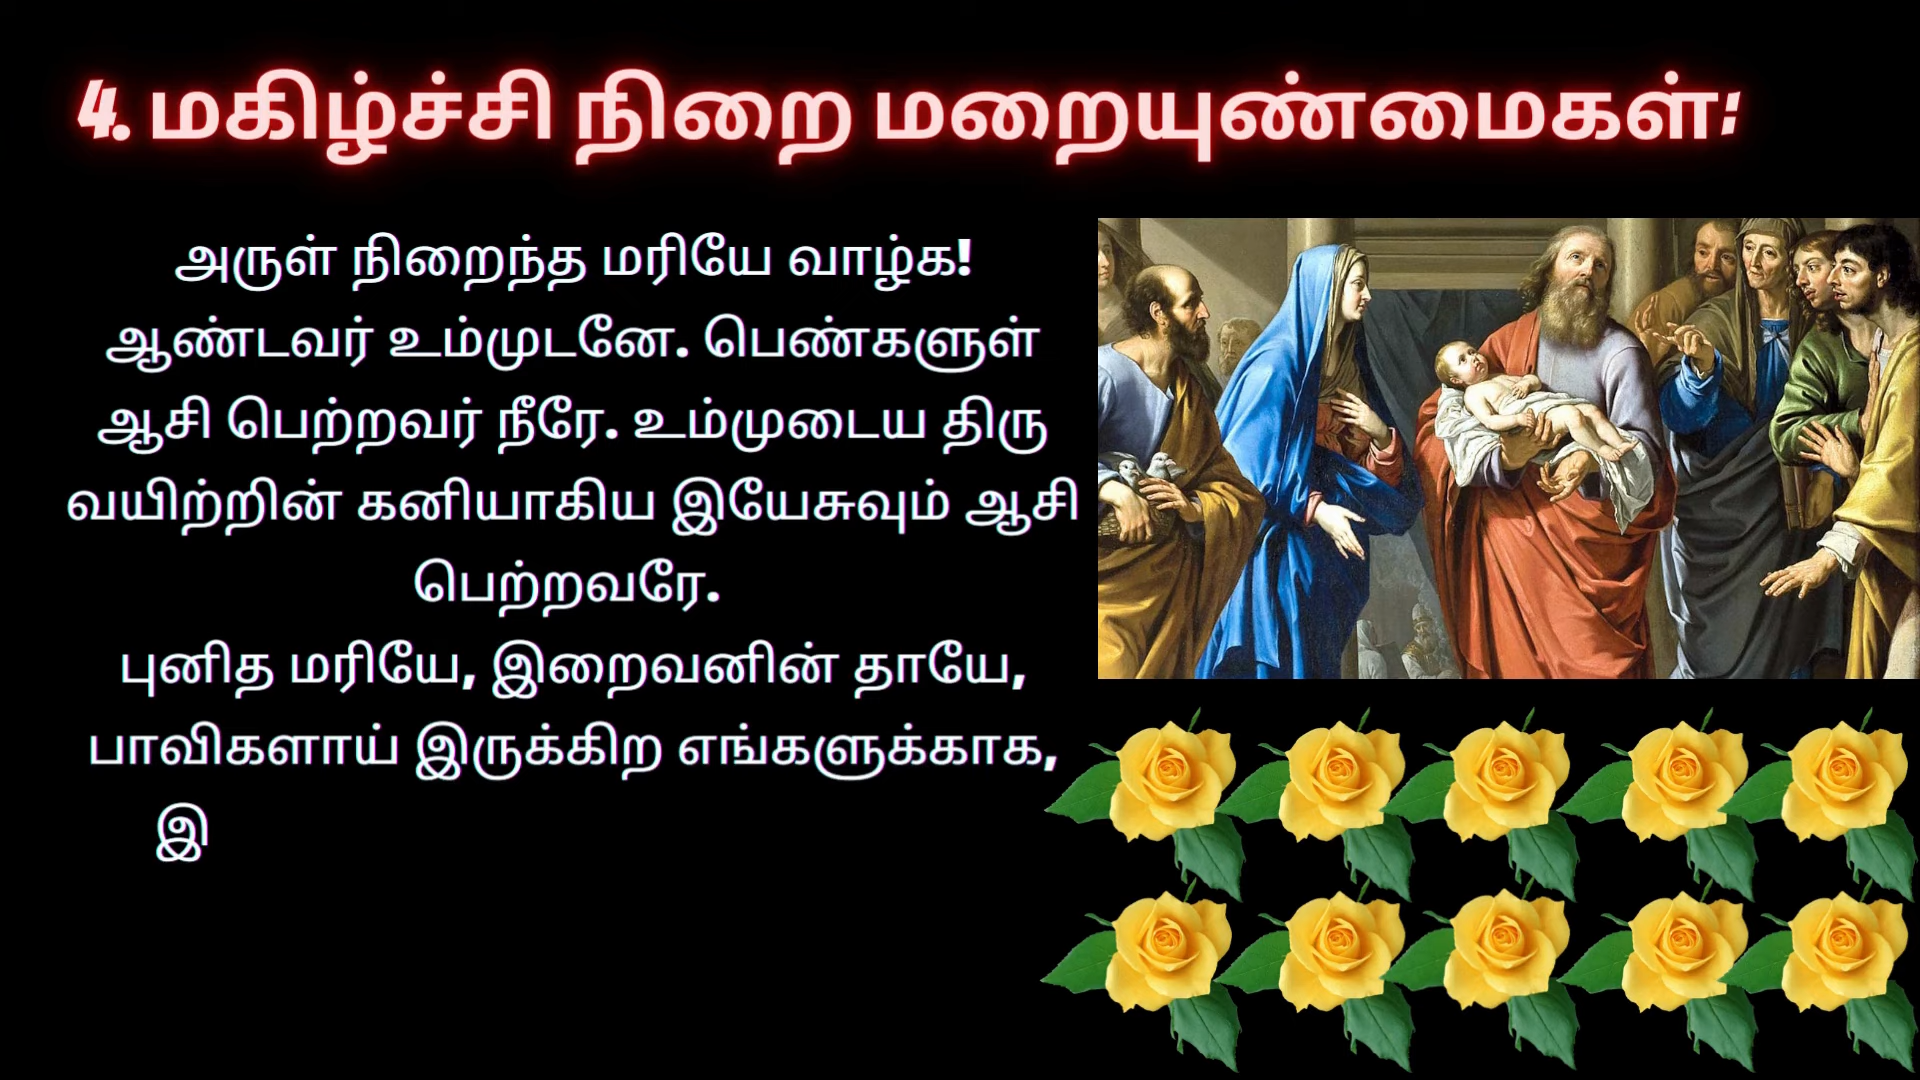 4. மகிழ்ச்சி நிறை மறையுண்மைகள்:
அருள் நிறைந்த மரியே வாழ்க!
ஆண்டவர் உம்முடனே. பெண்களுள்
ஆசி பெற்றவர் நீரே. உம்முடைய திரு
வயிற்றின் கனியாகிய இயேசுவும் ஆசி
பெற்றவரே.
புனித மரியே, இறைவனின் தாயே,
பாவிகளாய் இருக்கிற எங்களுக்காக,
இ